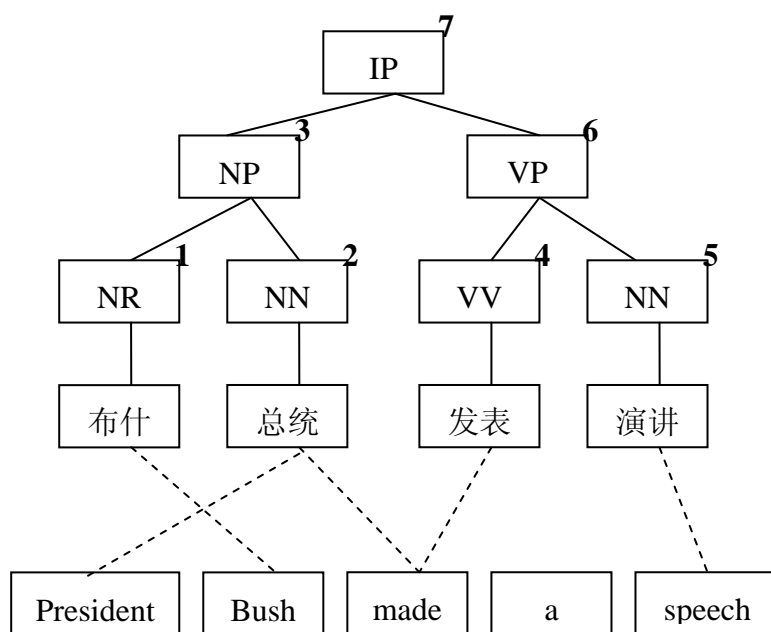 7
IP
3 6
NP VP
1 2 4 5
NR NN VV NN
布什 总统 发表 演讲
President Bush made a speech